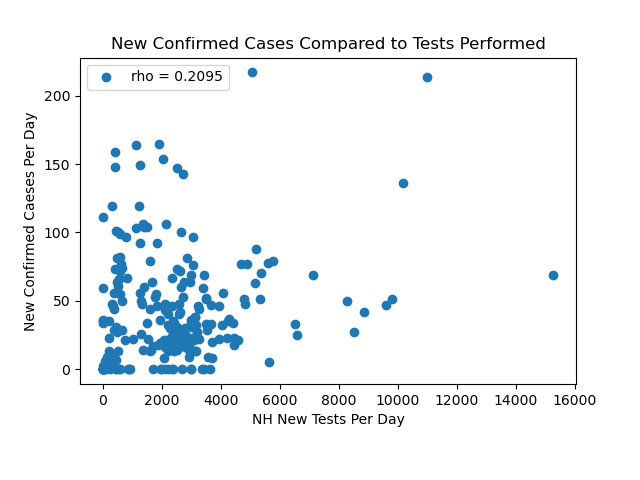 New Confirmed Cases Compared to Tests Performed
rho = 0.2095
New Confirmed Caeses Per Day
200
150
100
50
0
0 2000 4000 6000 8000 10000 12000 14000 16000
NH New Tests Per Day